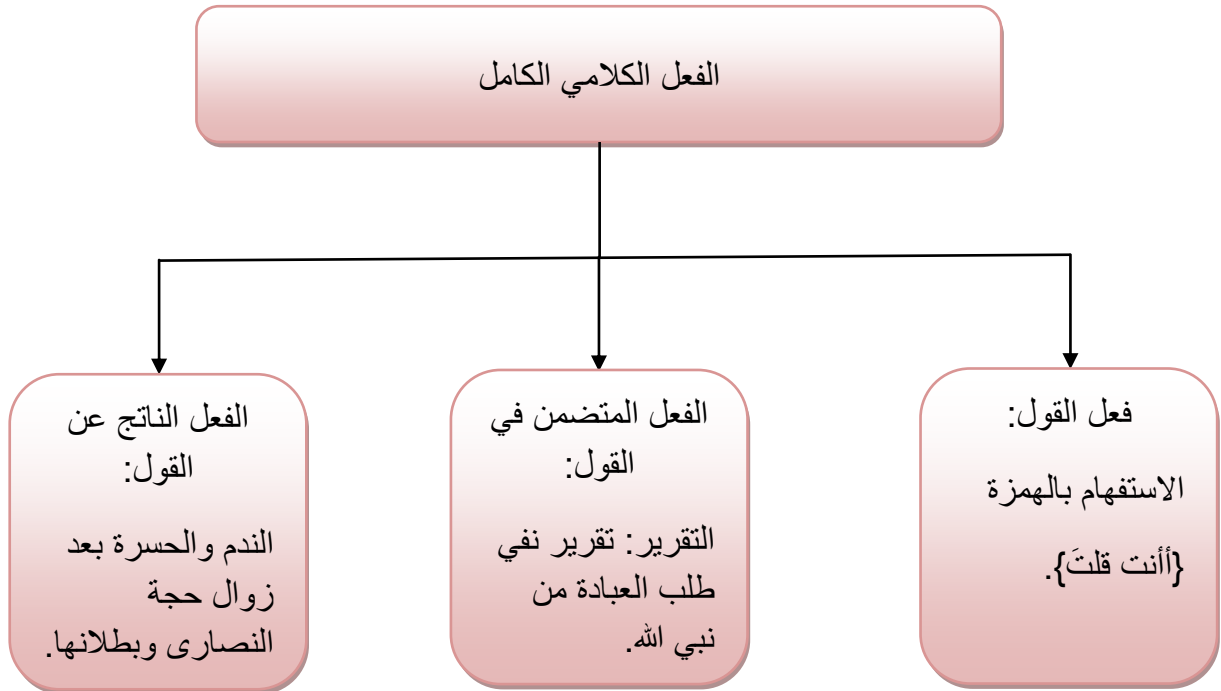 الفعل الكلامي الكامل
فعل القول:
الاستفهام بالهمزة
{أأنت قلتَ}.
الفعل المتضمن في
القول:
التقرير: تقرير نفي
طلب العبادة من
نبي الله.
الفعل الناتج عن
القول:
الندم والحسرة بعد
زوال حجة
النصارى وبطلانها.